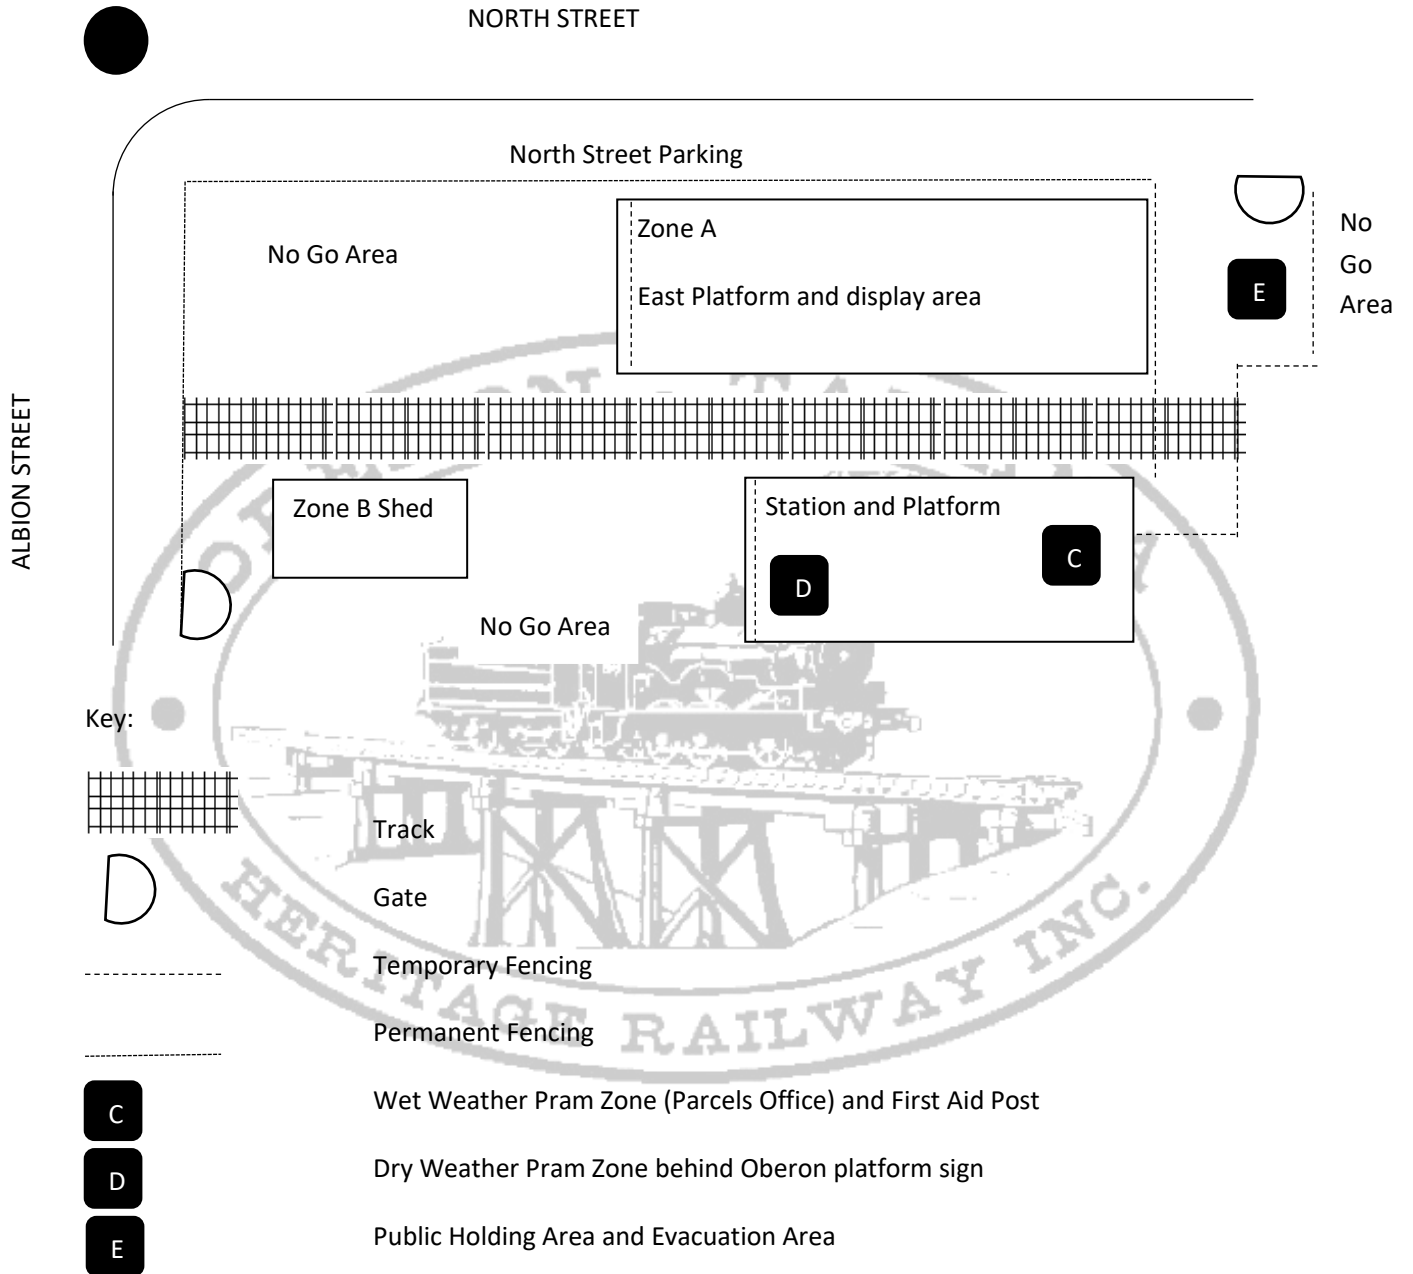 NORTH STREET
North Street Parking
No Go Area
Zone A
East Platform and display area
E
No
Go
Area
ALBION STREET
Zone B Shed
Station and Platform
C
D
No Go Area
Key:
Track
Gate
Temporary Fencing
Permanent Fencing
C
Wet Weather Pram Zone (Parcels Office) and First Aid Post
D
Dry Weather Pram Zone behind Oberon platform sign
E
Public Holding Area and Evacuation Area
HERITAGE RAILWAY INC.